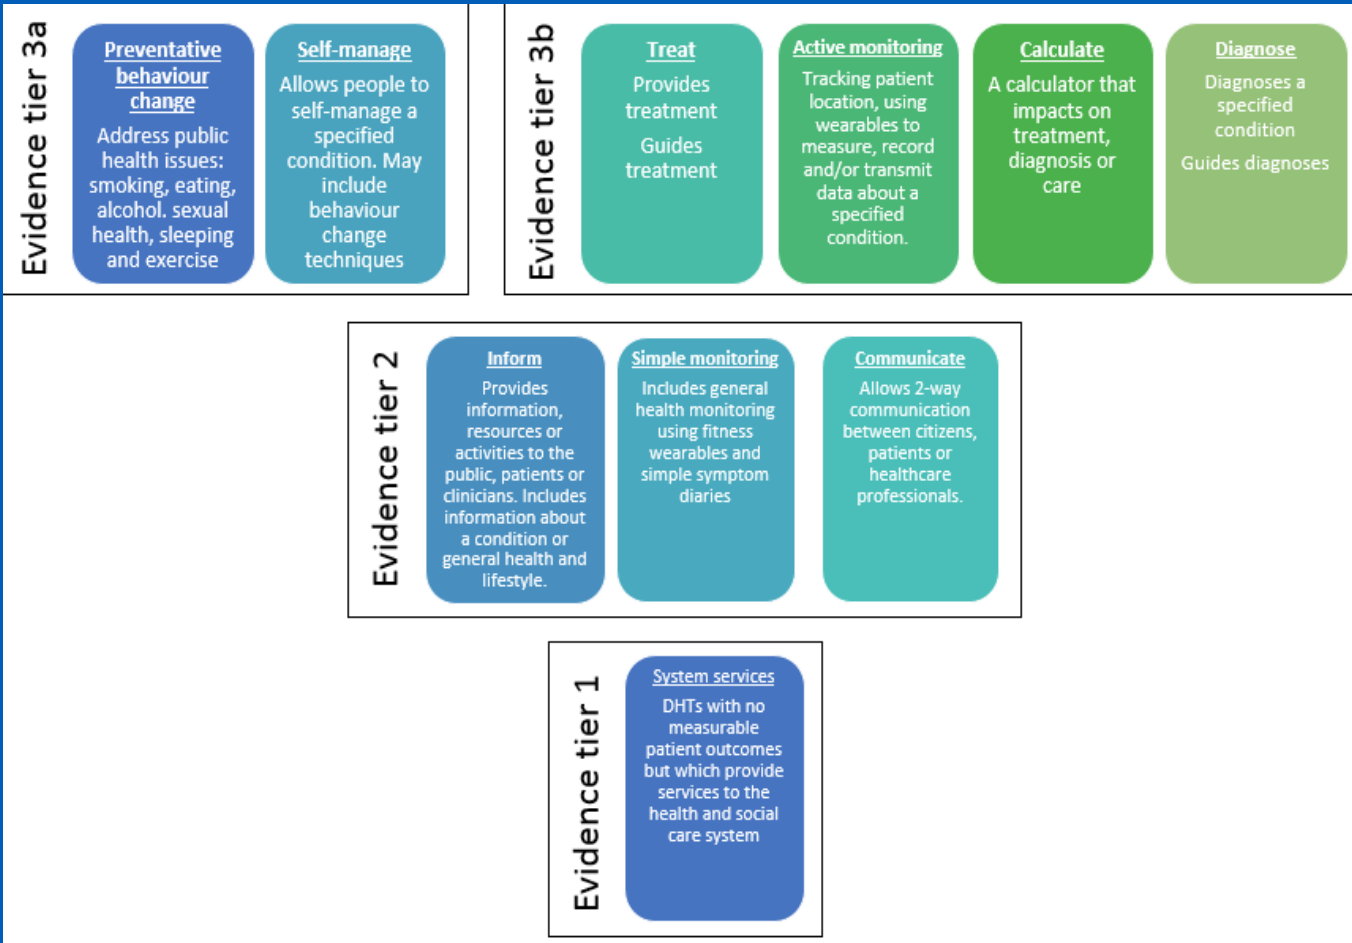 Evidence tier 3a
Preventative
behaviour
change
Address public
health issues:
smoking, eating,
alcohol. sexual
health, sleeping
and exercise
Self-manage
Allows people to
self-manage a
specified
condition. May
include
behaviour
change
techniques
Evidence tier 3b
Treat
Provides
treatment
Guides
treatment
Active monitoring
Tracking patient
location, using
wearables to
measure, record
and/or transmit
data about a
specified
condition.
Calculate
A calculator that
impacts on
treatment,
diagnosis or
care
Diagnose
Diagnoses a
specified
condition
Guides diagnoses
Evidence tier 2
Inform
Provides
information,
resources or
activities to the
public, patients or
clinicians. Includes
information about
a condition or
general health and
lifestyle.
Simple monitoring
Includes general
health monitoring
using fitness
wearables and
simple symptom
diaries
Communicate
Allows 2-way
communication
between citizens,
patients or
healthcare
professionals.
Evidence tier 1
System services
DHTs with no
measurable
patient outcomes
but which provide
services to the
health and social
care system